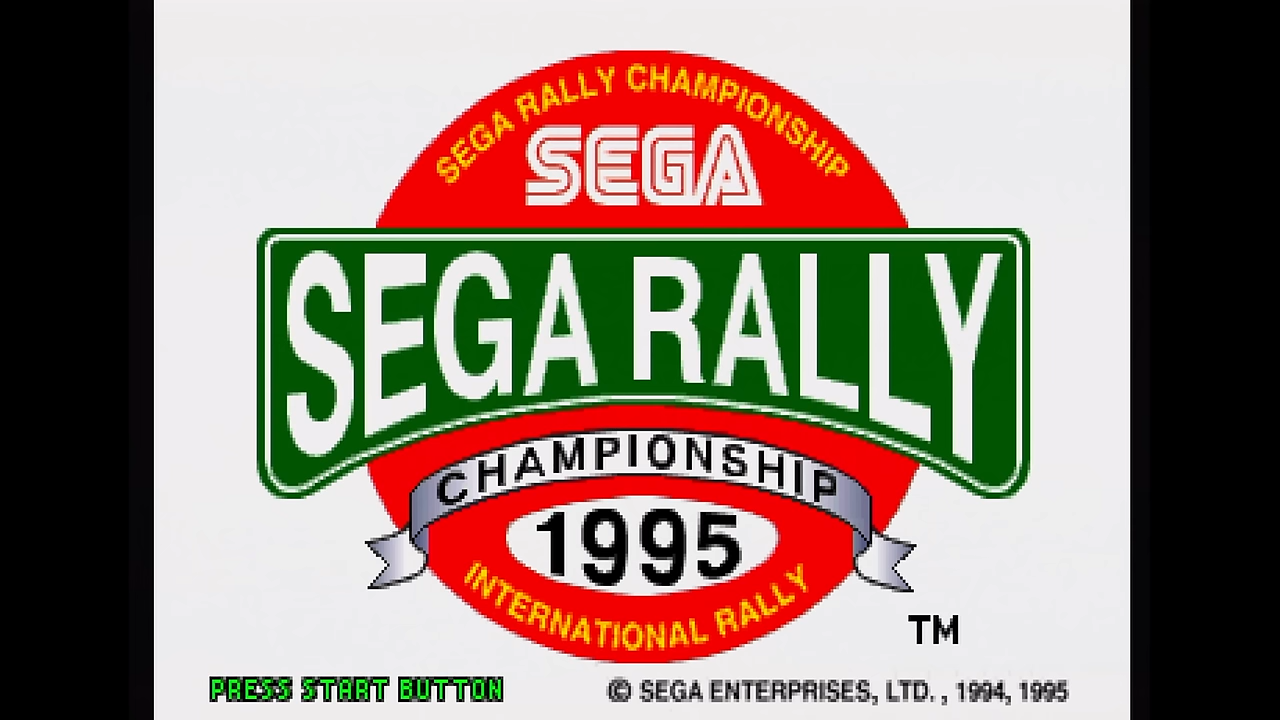 SEGA RALLY CHAMPIONSHIP
SEGA
SEGA RALLY
CHAMPIONSHIP
1995
INTERNATIONAL RALLY
TM
PRESS START BUTTON
© SEGA ENTERPRISES, LTD. , 1994, 1995